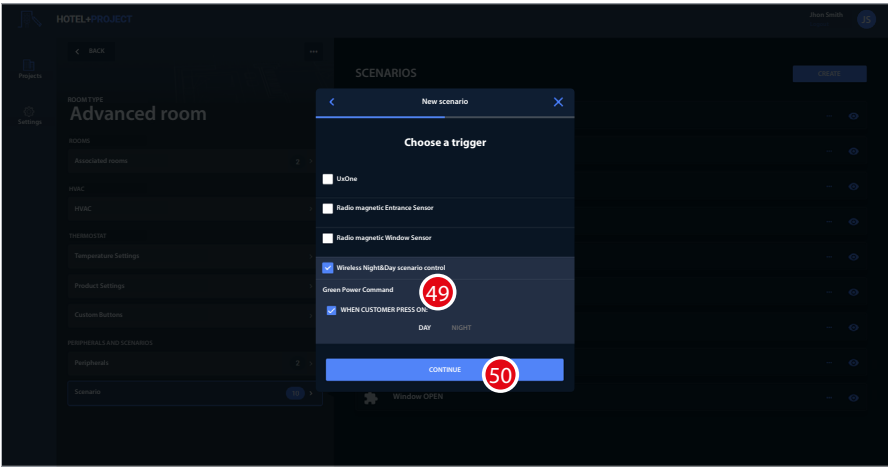 HOTEL+PROJECT
Jhon Smith
JS
BACK
...
Projects
SCENARIOS
CREATE
New scenario
ROOM TYPE
Advanced room
Settings
Choose a trigger
ROOMS
Associated rooms 2
UxOne
HVAC
HVAC
Radio magnetic Entrance Sensor
THERMOSTAT
Radio magnetic Window Sensor
Temperature Settings
Wireless Night&Day scenario control
Product Settings
Green Power Command
49
Custom Buttons
WHEN CUSTOMER PRESS ON:
DAY NIGHT
PERIPHERALS AND SCENARIOS
Peripherals 2
CONTINUE
50
Scenario 10
Window OPEN